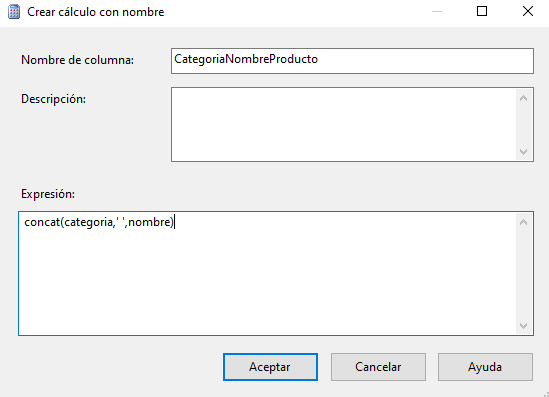 Crear cálculo con nombre
Nombre de columna:
CategoriaNombreProducto
Descripción:
Expresión:
concat(categoria,' ',nombre)
Aceptar
Cancelar
Ayuda